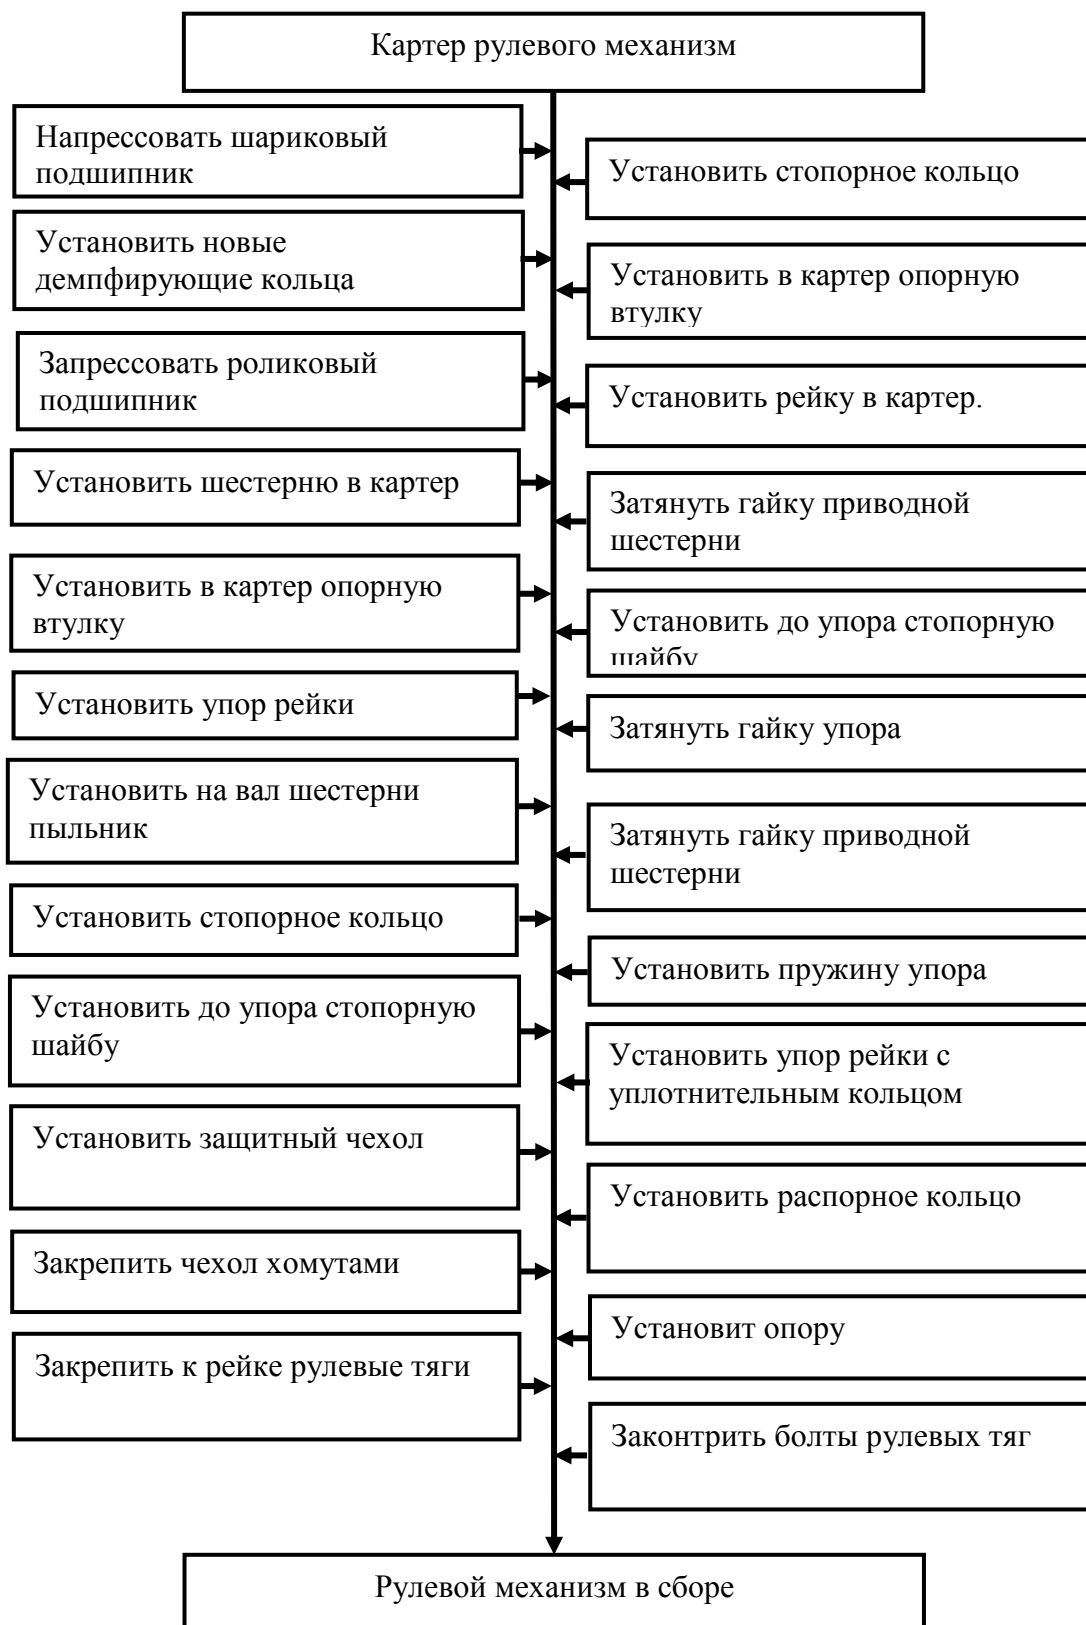 Картер рулевого механизм
Напрессовать шариковый
подшипник
Установить стопорное кольцо
Установить новые
демпфирующие кольца
Установить в картер опорную
втулку
Запрессовать роликовый
подшипник
Установить рейку в картер.
Установить шестерню в картер
Затянуть гайку приводной
шестерни
Установить в картер опорную
втулку
Установить до упора стопорную
шайбу
Установить упор рейки
Затянуть гайку упора
Установить на вал шестерни
пыльник
Затянуть гайку приводной
шестерни
Установить стопорное кольцо
Установить пружину упора
Установить до упора стопорную
шайбу
Установить упор рейки с
уплотнительным кольцом
Установить защитный чехол
Установить распорное кольцо
Закрепить чехол хомутами
Установит опору
Закрепить к рейке рулевые тяги
Законтрить болты рулевых тяг
Рулевой механизм в сборе